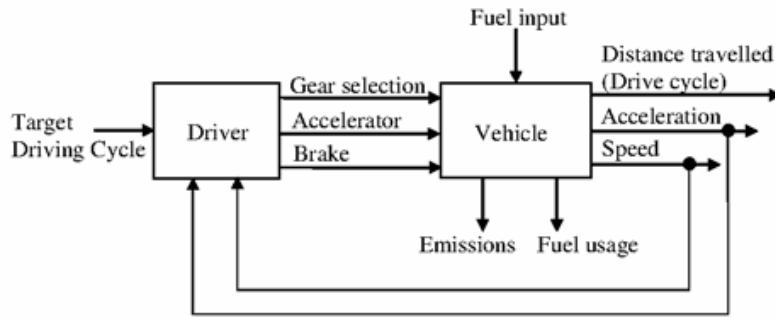 Fuel input
Distance travelled
(Drive cycle)
Gear selection
Target
Driving Cycle
Driver
Accelerator
Vehicle
Acceleration
Brake
Speed
Emissions
Fuel usage